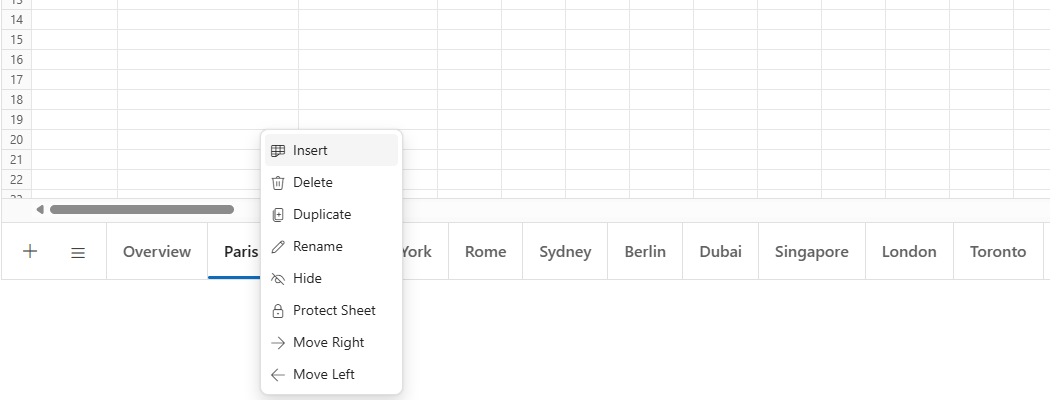 14
15
16
17
18
19
20
21
22
Insert
Delete
Duplicate
Rename
Hide
Protect Sheet
Move Right
Move Left
Overview Paris York Rome Sydney Berlin Dubai Singapore London Toronto